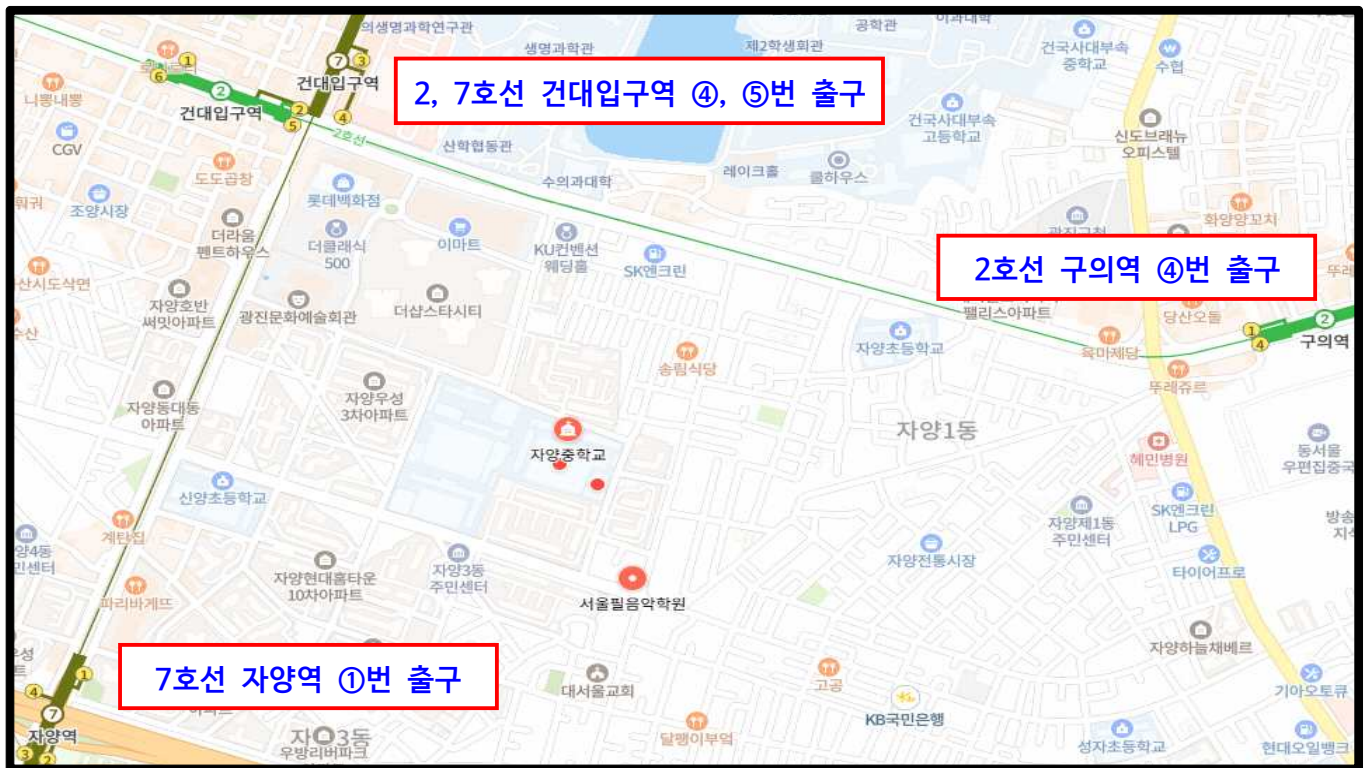 의생명과학연구관
공학관
생명과학관
제2학생회관
건국사대부속
중학교
수협
건대입구역
2, 7호선 건대입구역 ④, ⑤번 출구
니뽕내뽕
건대입구역
2호선
산학협동관
건국사대부속
고등학교
신도브래뉴
오피스텔
CGV
도도곱창
롯데백화점
수의과대학
레이크홀
쿨하우스
조양시장
더라움
펜트하우스
더클래식
500
이마트
KU컨벤션
웨딩홀
SK엔크린
화양양꼬치
2호선 구의역 ④번 출구
자양호반
써밋아파트
광진문화예술회관
더샵스타시티
팰리스아파트
당산오돌
구의역
송림식당
자양초등학교
육미제당
뚜레쥬르
자양동대동
아파트
자양우성
3차아파트
자양중학교
자양1동
혜민병원
동서울
우편집중국
신양초등학교
SK엔크린
LPG
계탄집
자양제1동
주민센터
자양전통시장
타이어프로
자양현대홈타운
10차아파트
자양3동
주민센터
파리바게뜨
서울필음악학원
자양하늘채베르
7호선 자양역 ①번 출구
대서울교회
고공
KB국민은행
기아오토큐
자양역
자양3동
우방리버파크
달팽이부엌
성자초등학교
현대오일뱅크